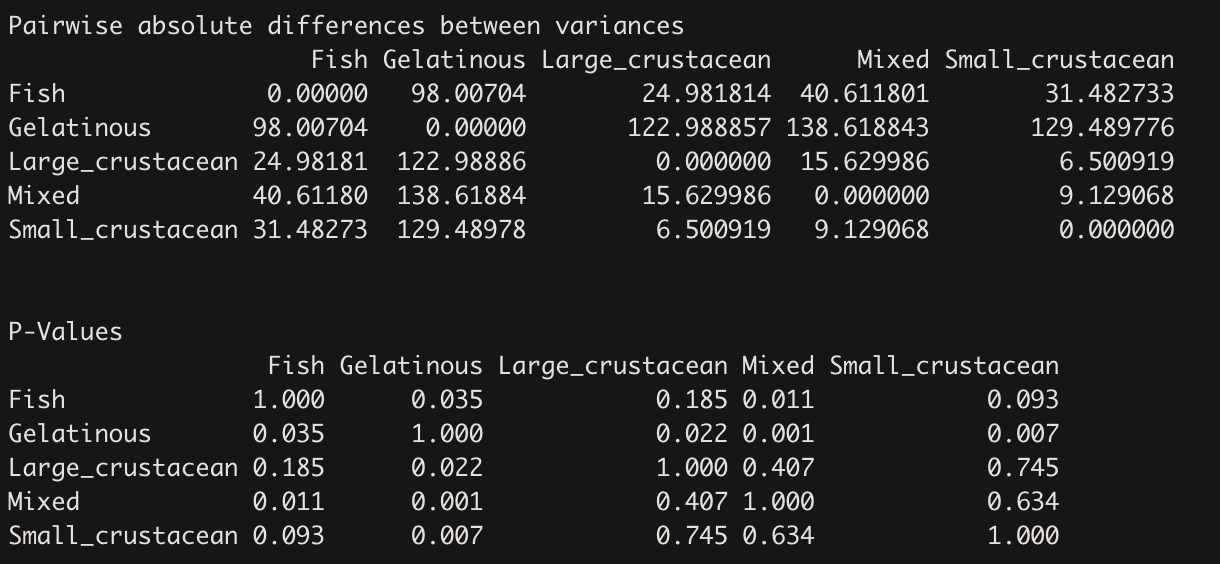 Pairwise absolute differences between variances
Fish Gelatinous Large_crustacean Mixed Small_crustacean
Fish 0.00000 98.00704 24.981814 40.611801 31.482733
Gelatinous 98.00704 0.00000 122.988857 138.618843 129.489776
Large_crustacean 24.98181 122.98886 0.000000 15.629986 6.500919
Mixed 40.61180 138.61884 15.629986 0.000000 9.129068
Small_crustacean 31.48273 129.48978 6.500919 9.129068 0.000000
P-Values
Fish Gelatinous Large_crustacean Mixed Small_crustacean
Fish 1.000 0.035 0.185 0.011 0.093
Gelatinous 0.035 1.000 0.022 0.001 0.007
Large_crustacean 0.185 0.022 1.000 0.407 0.745
Mixed 0.011 0.001 0.407 1.000 0.634
Small_crustacean 0.093 0.007 0.745 0.634 1.000